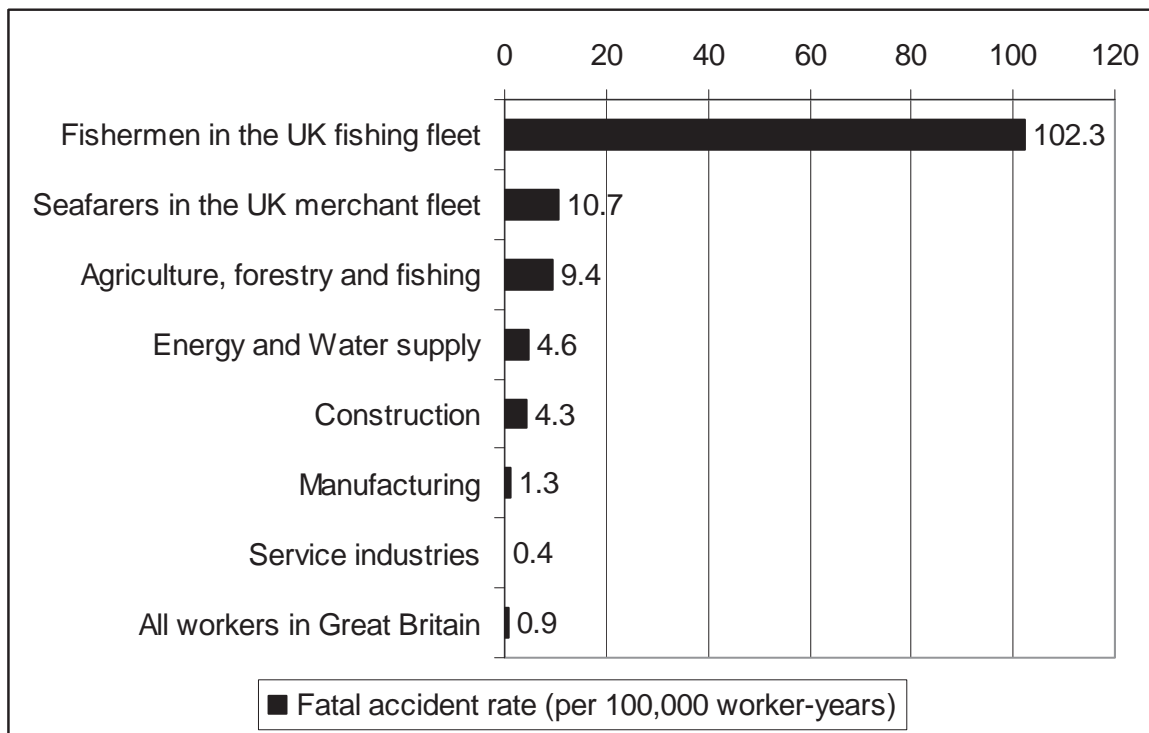 0 20 40 60 80 100 120
Fishermen in the UK fishing fleet 102.3
Seafarers in the UK merchant fleet 10.7
Agriculture, forestry and fishing 9.4
Energy and Water supply 4.6
Construction 4.3
Manufacturing 1.3
Service industries 0.4
All workers in Great Britain 0.9
Fatal accident rate (per 100,000 worker-years)